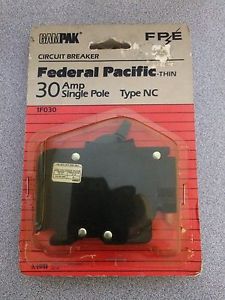 CAMPAK
FPE
CIRCUIT BREAKER
Federal Pacific-THIN
30 Amp
Single Pole Type NC
1F030